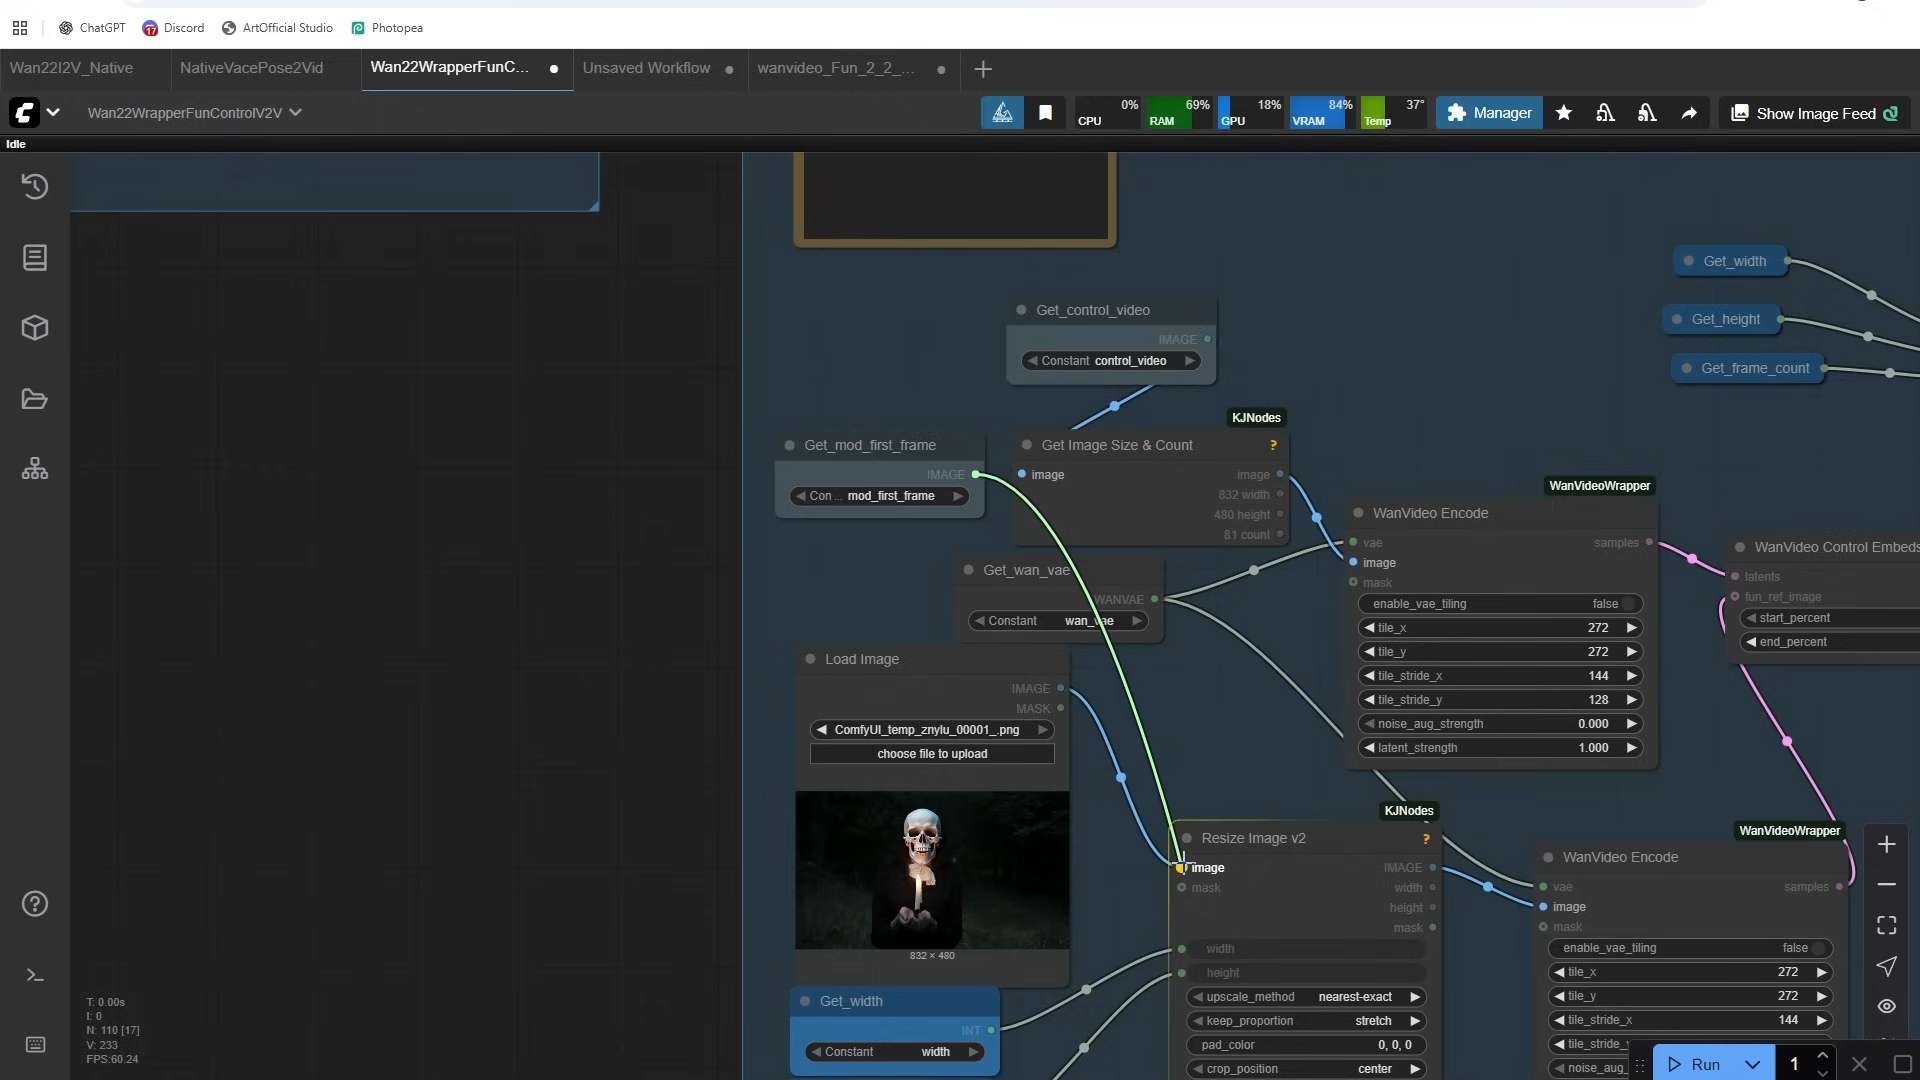 ChatGPT
17 Discord
ArtOfficial Studio
Photopea
Wan22I2V_Native
NativeVacePose2Vid
Wan22WrapperFunC...
Unsaved Workflow
wanvideo_Fun_2_2_...
Wan22WrapperFunControlV2V
CPU 0%
RAM 69%
GPU 18%
VRAM 84%
Temp 37°
Manager
Show Image Feed
Idle
Get_width
Get_control_video
IMAGE
Constant control_video
Get_height
Get_frame_count
KJNodes
Get_mod_first_frame
IMAGE
Con ... mod_first_frame
Get Image Size & Count ?
image image
832 width
480 height
81 count
WanVideoWrapper
WanVideo Encode
vae samples
image
mask
enable_vae_tiling false
tile_x 272
tile_y 272
tile_stride_x 144
tile_stride_y 128
noise_aug_strength 0.000
latent_strength 1.000
WanVideo Control Embeds
latents
fun_ref_image
start_percent
end_percent
Get_wan_vae
WANVAE
Constant wan_vae
Load Image
IMAGE
MASK
ComfyUI_temp_znylu_00001_.png
choose file to upload
832 × 480
KJNodes
Resize Image v2 ?
image IMAGE
mask width
height
mask
width
height
upscale_method nearest-exact
keep_proportion stretch
pad_color 0, 0, 0
crop_position center
WanVideoWrapper
WanVideo Encode
vae samples
image
mask
enable_vae_tiling false
tile_x 272
tile_y 272
tile_stride_x 144
tile_stride_
noise_aug
Get_width
INT
Constant width
T: 0.00s
I: 0
N: 110 [17]
V: 233
FPS:60.24
Run 1